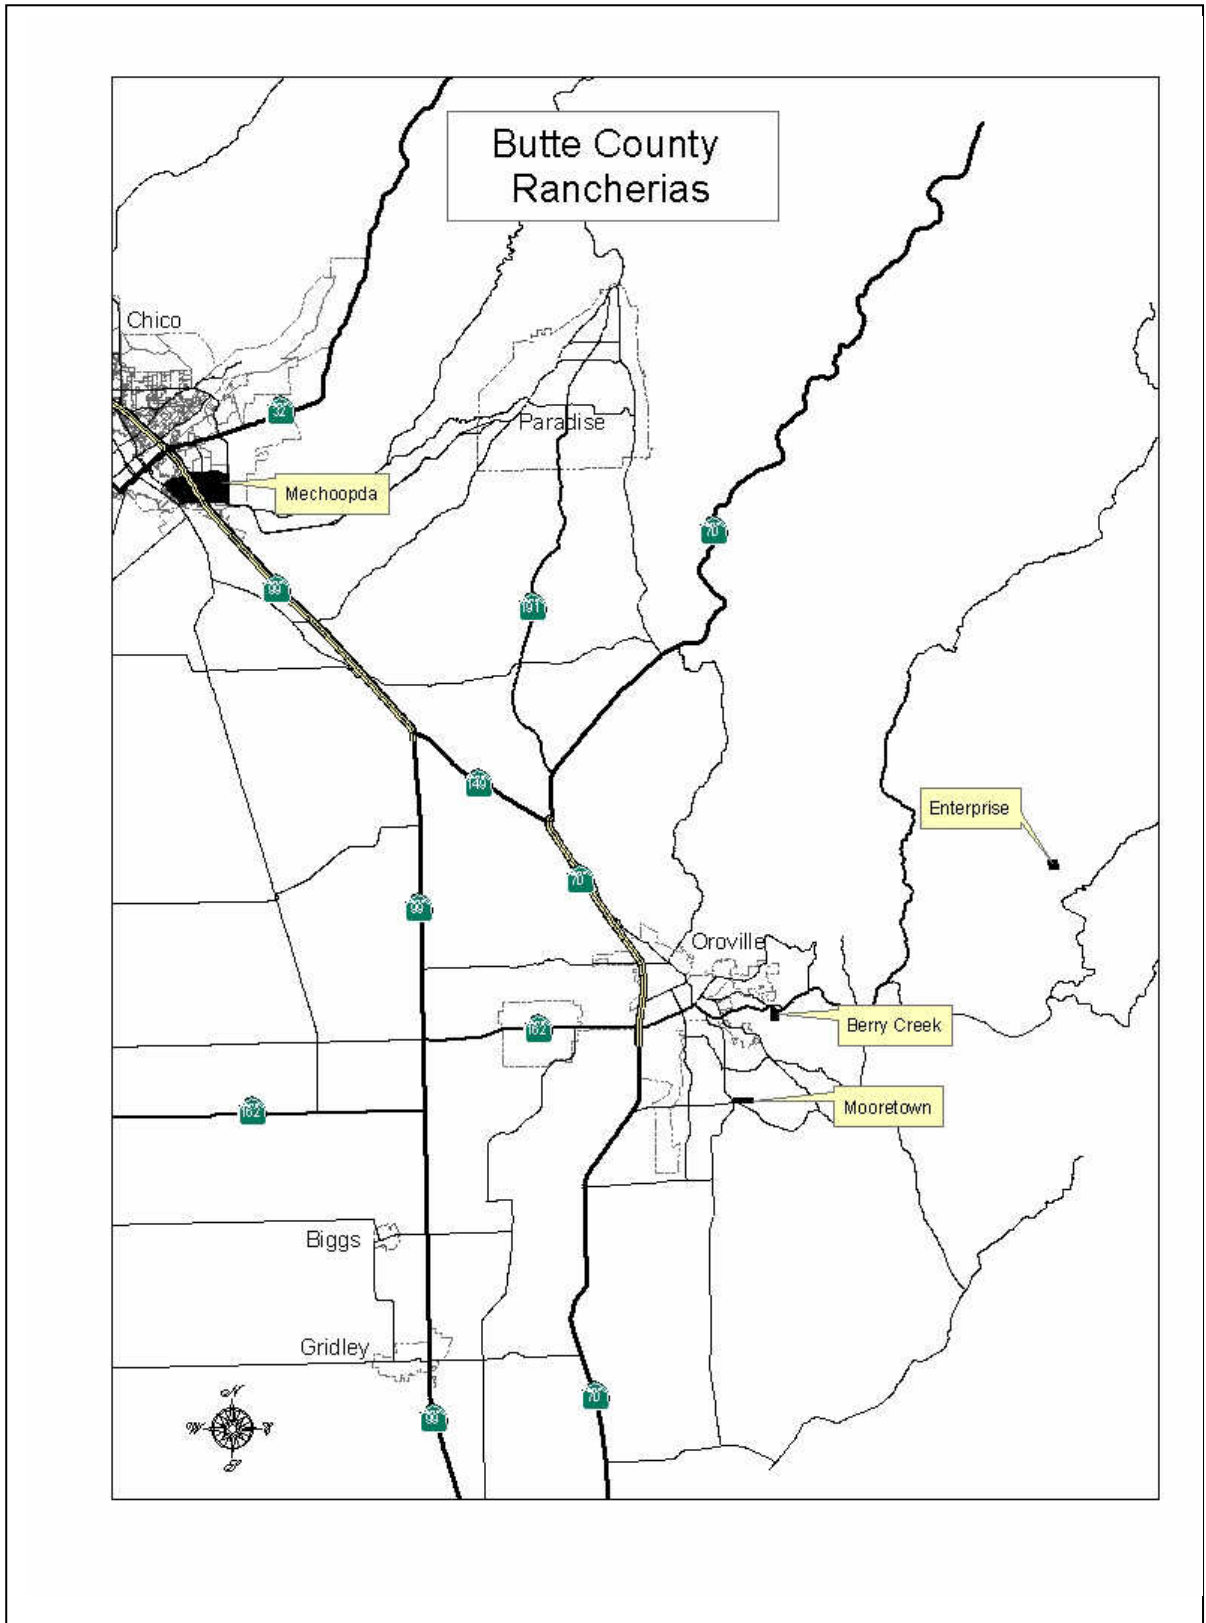 Butte County
Rancherias
Chico
32
Paradise
Mechoopda
70
99
191
149
Enterprise
70
99
Oroville
162
Berry Creek
162
Mooretown
Biggs
Gridley
N
W
S
70
99